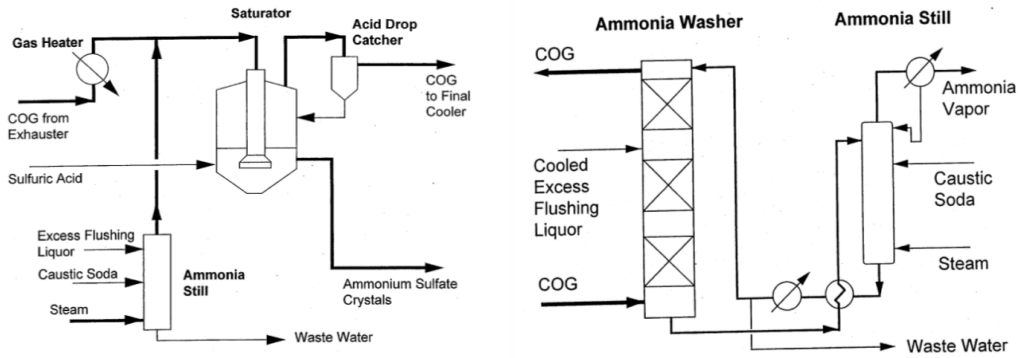 Saturator
Gas Heater
Acid Drop
Catcher
COG from
Exhauster
COG
to Final
Cooler
Sulfuric Acid
Excess Flushing
Liquor
Caustic Soda
Steam
Ammonia
Still
Ammonium Sulfate
Crystals
Waste Water
Ammonia Washer
Ammonia Still
COG
Ammonia
Vapor
Cooled
Excess
Flushing
Liquor
Caustic
Soda
Steam
COG
Waste Water